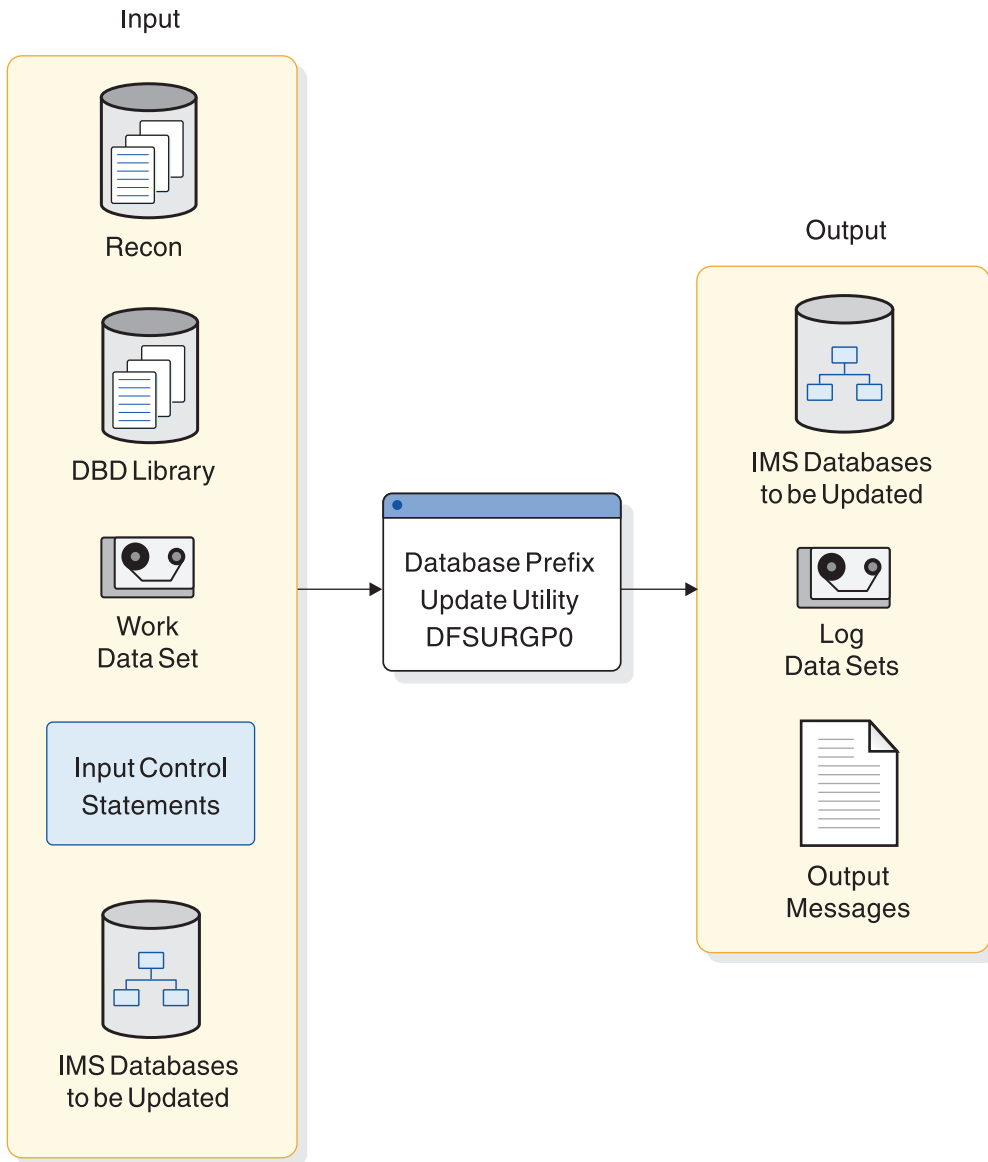 Input
Recon
DBD Library
Work
Data Set
Input Control
Statements
IMS Databases
to be Updated
Database Prefix
Update Utility
DFSURGP0
Output
IMS Databases
to be Updated
Log
Data Sets
Output
Messages